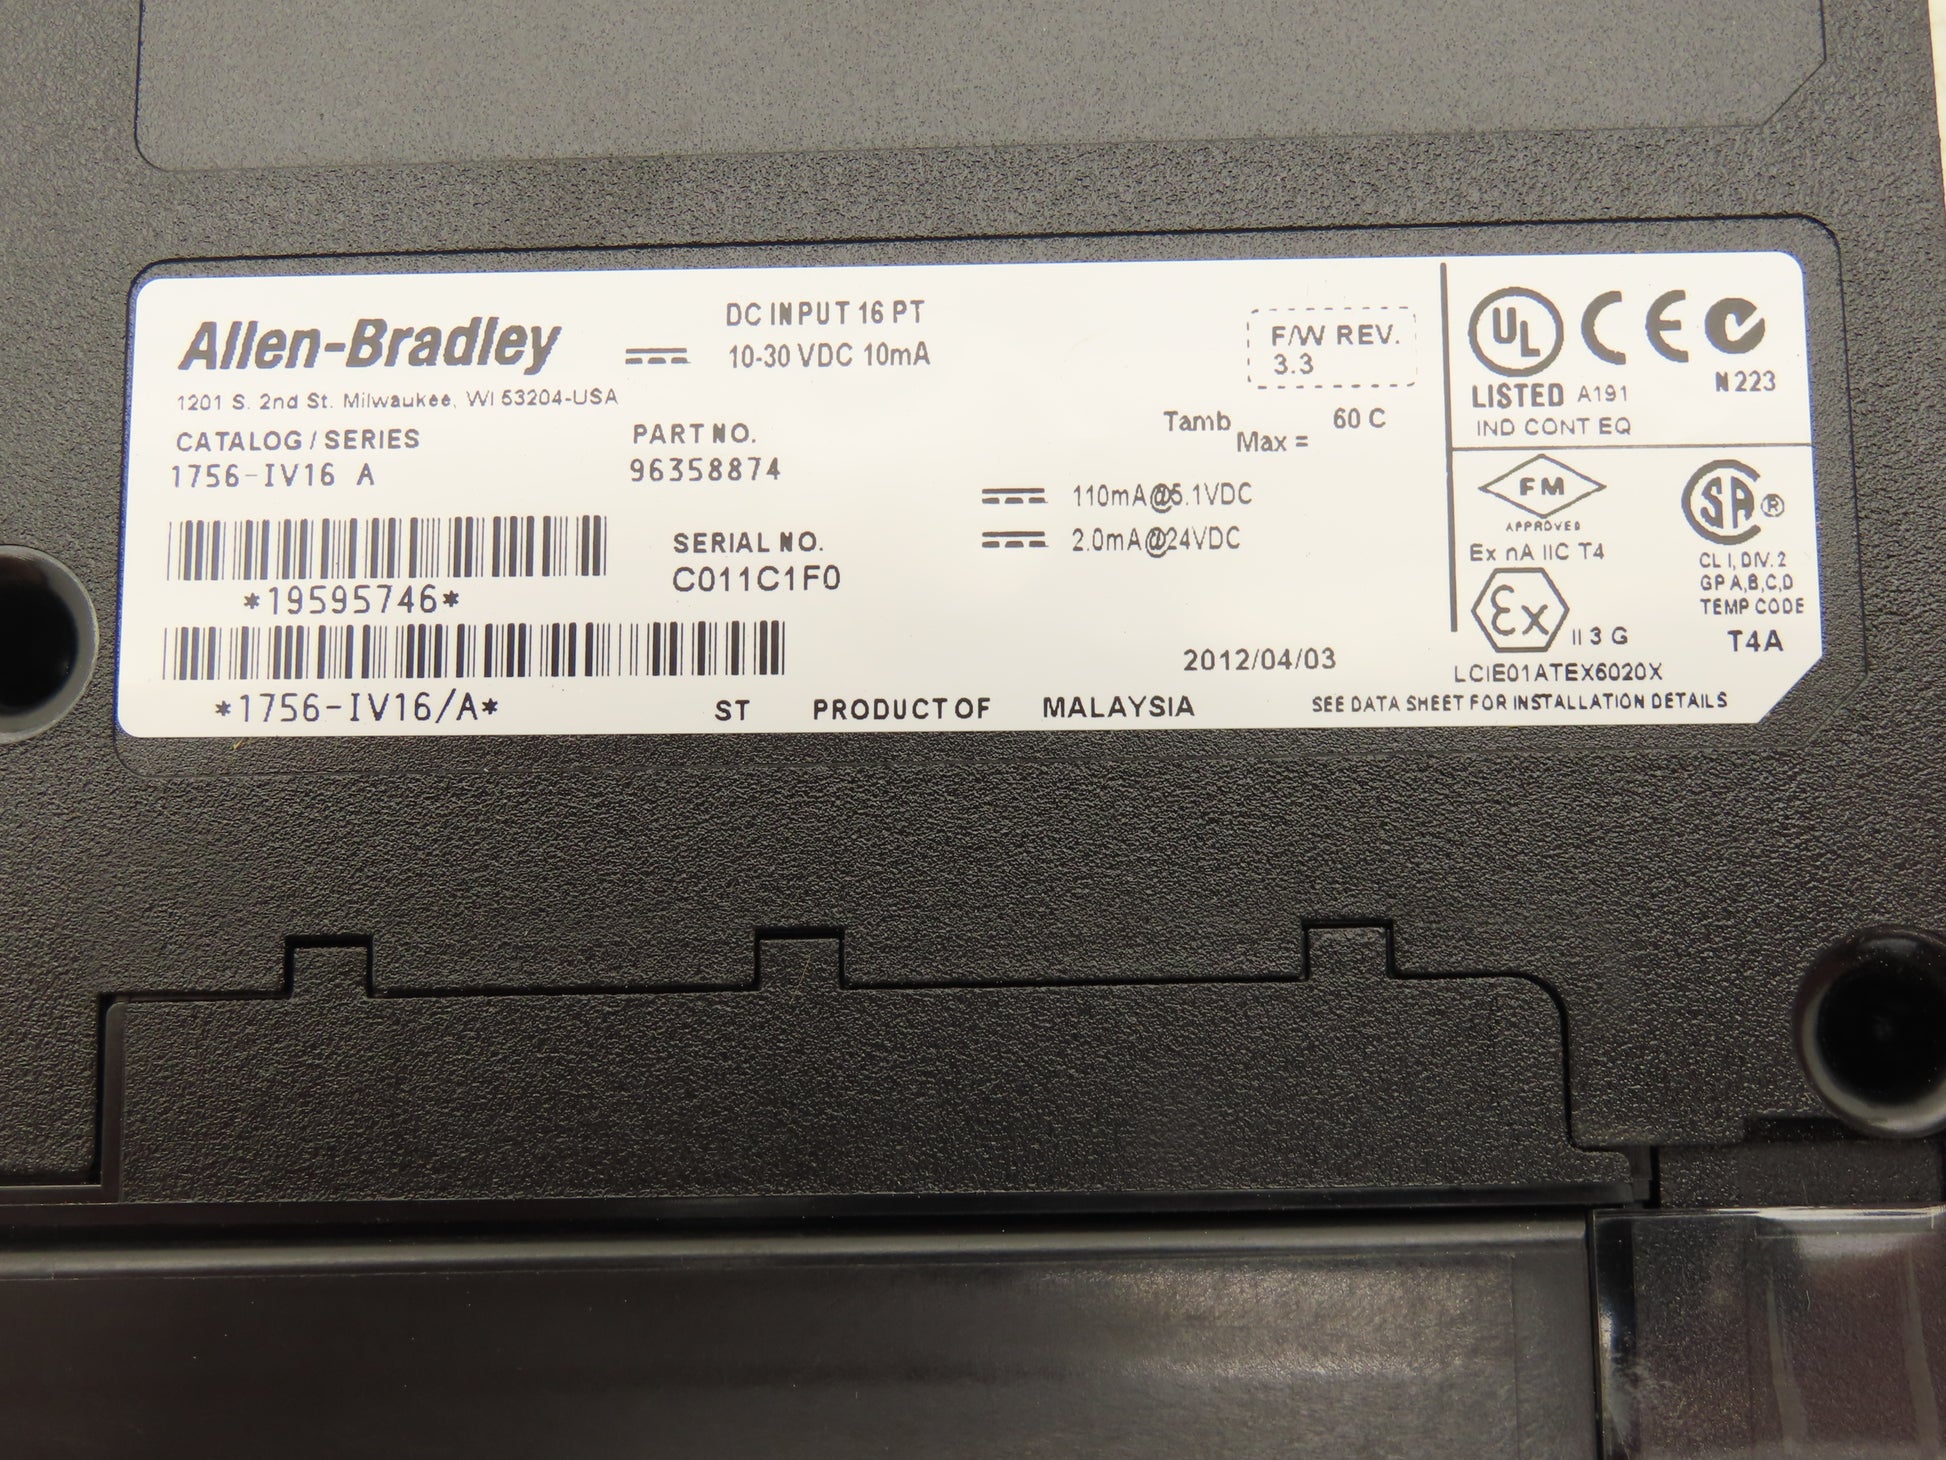 Allen-Bradley
1201 S. 2nd St. Milwaukee, WI 53204-USA
DC INPUT 16 PT
10-30 VDC 10mA
F/W REV.
3.3
Tamb Max = 60 C
CATALOG / SERIES
1756-IV16 A
PART NO.
96358874
110mA@5.1VDC
2.0mA@24VDC
*19595746*
SERIAL NO.
C011C1F0
*1756-IV16/A*
2012/04/03
ST PRODUCT OF MALAYSIA
UL
LISTED A191
IND CONT EQ
CE
N223
FM
APPROVED
Ex nA IIC T4
Ex II 3 G
LCIE01ATEX6020X
SA ®
CL I, DIV. 2
GP A,B,C,D
TEMP CODE
T4A
SEE DATA SHEET FOR INSTALLATION DETAILS